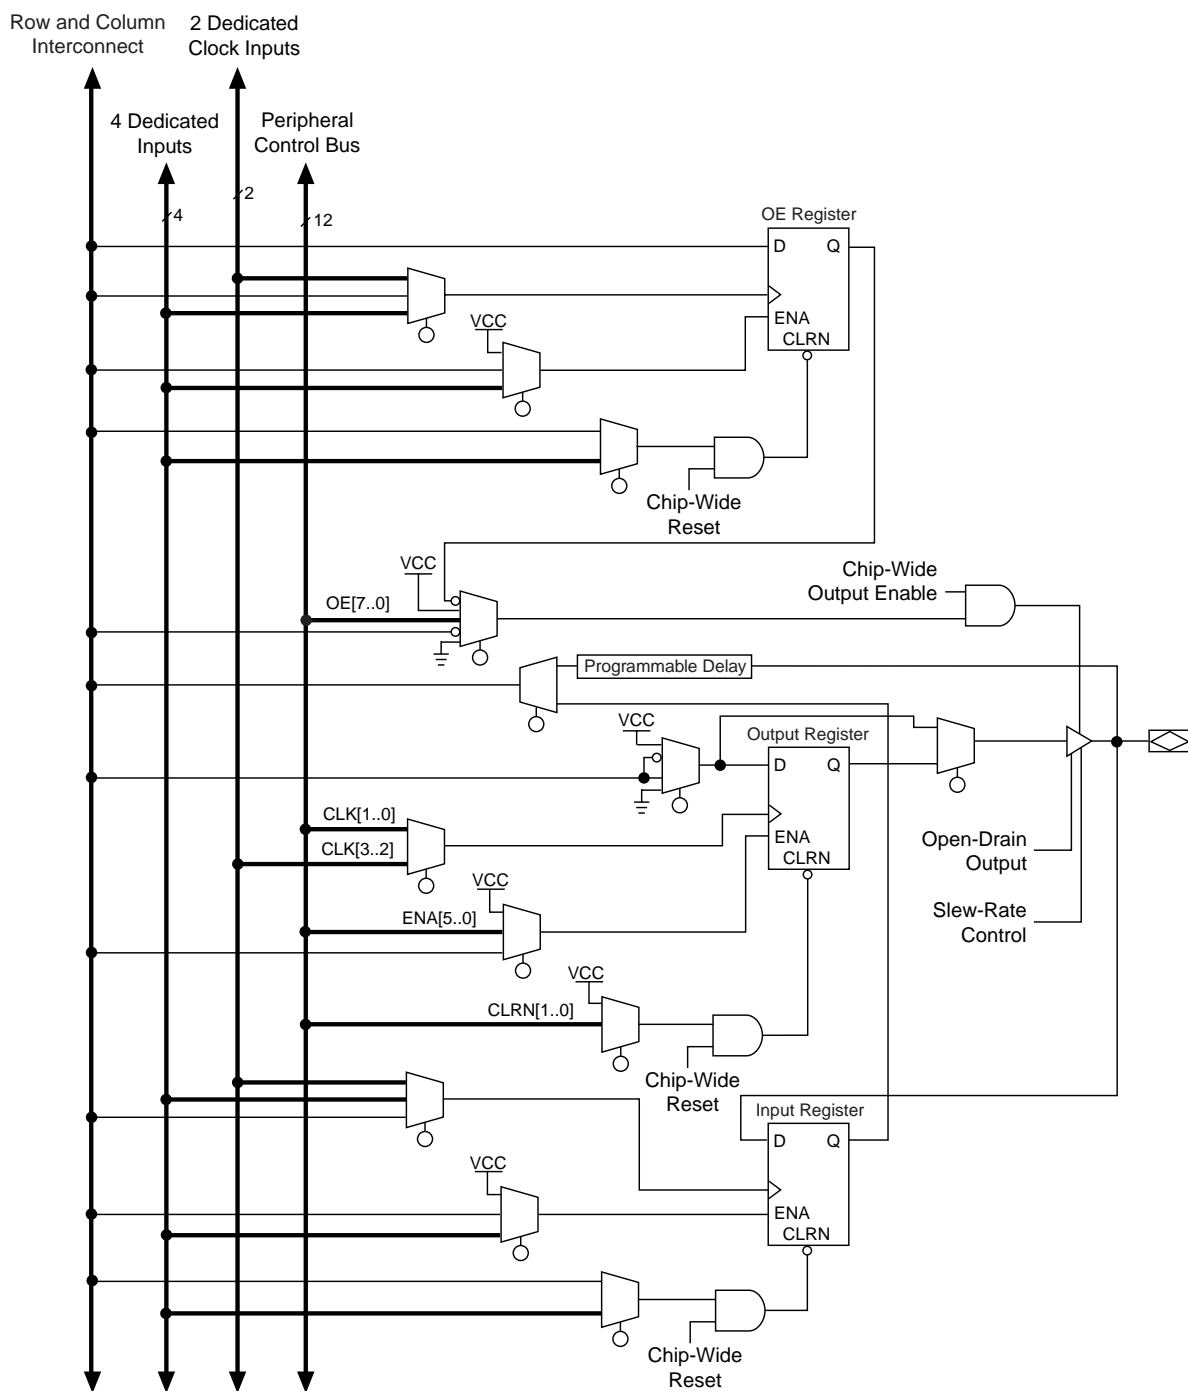 Row and Column
Interconnect
2 Dedicated
Clock Inputs
4 Dedicated
Inputs
Peripheral
Control Bus
2
4
12
OE Register
D
Q
ENA
CLRN
VCC
Chip-Wide
Reset
VCC
OE[7..0]
Chip-Wide
Output Enable
Programmable Delay
VCC
Output Register
D
Q
CLK[1..0]
CLK[3..2]
ENA
CLRN
Open-Drain
Output
VCC
ENA[5..0]
Slew-Rate
Control
VCC
CLRN[1..0]
Chip-Wide
Reset
Input Register
D
Q
VCC
ENA
CLRN
Chip-Wide
Reset